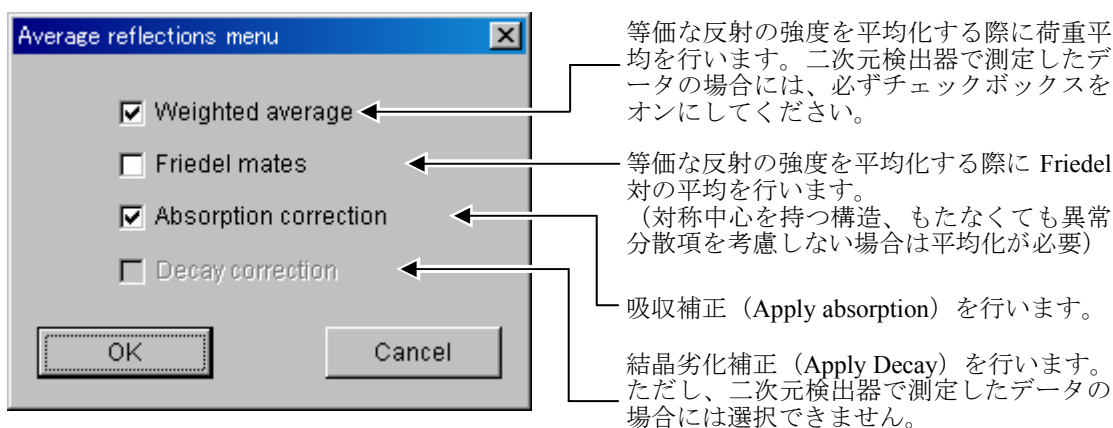 Average reflections menu
Weighted average
Friedel mates
Absorption correction
Decay correction
OK
Cancel
等価な反射の強度を平均化する際に荷重平
均を行います。二次元検出器で測定したデ
ータの場合には、必ずチェックボックスを
オンにしてください。
等価な反射の強度を平均化する際に Friedel
対の平均を行います。
（対称中心を持つ構造、もたなくても異常
分散項を考慮しない場合は平均化が必要）
吸収補正（Apply absorption）を行います。
結晶劣化補正（Apply Decay）を行います。
ただし、二次元検出器で測定したデータの
場合には選択できません。